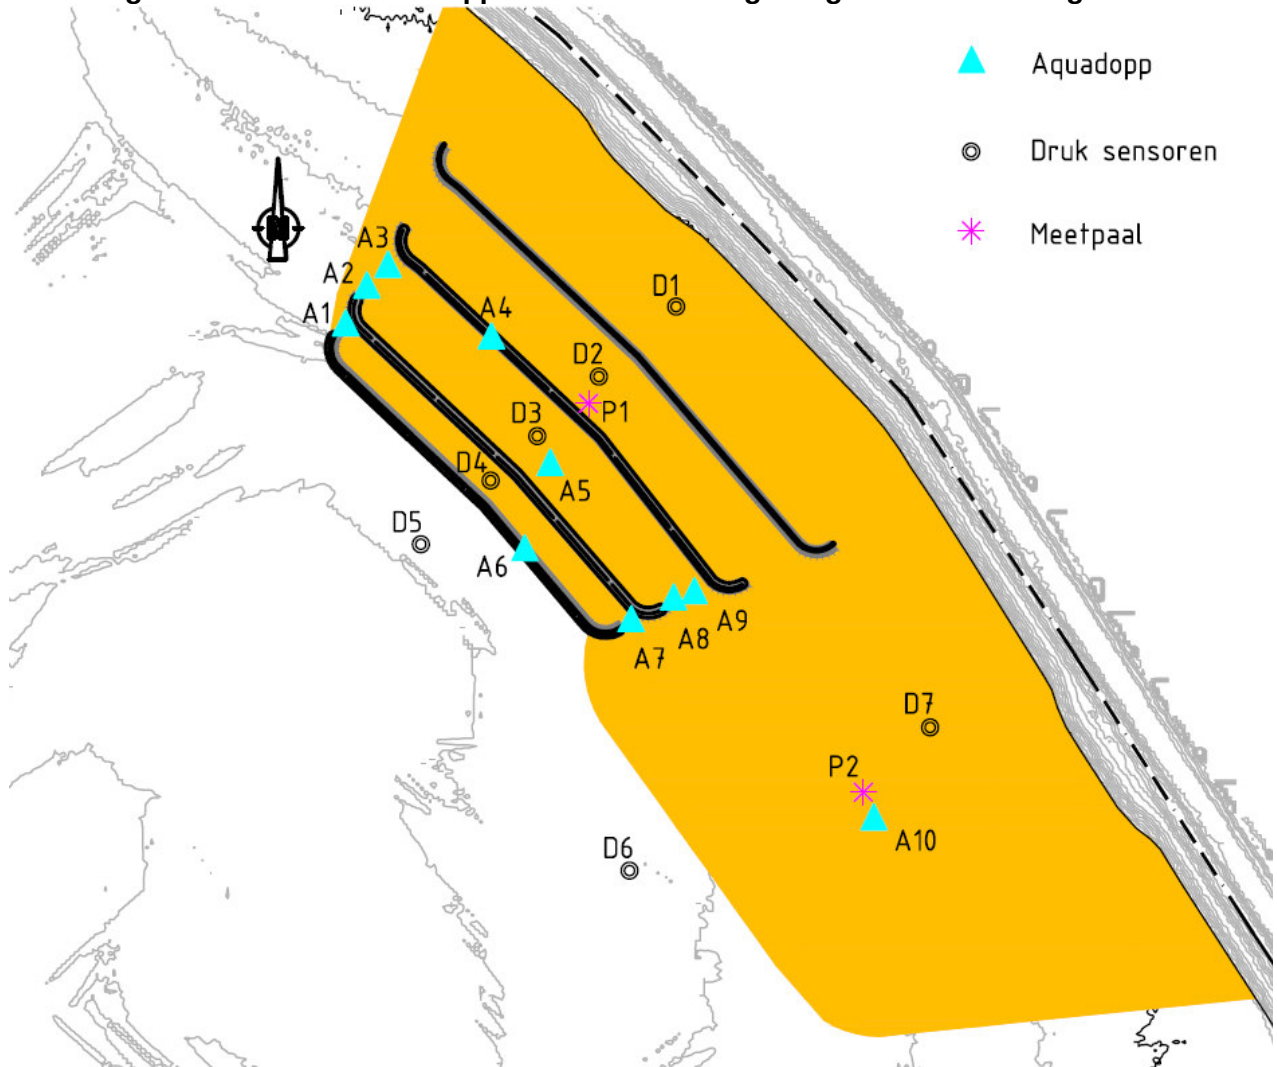 Aquadopp
Druk sensoren
Meetpaal
A3
A2
A1
A4
D1
D2
P1
D3
D4
A5
D5
A6
A9
A8
A7
D7
P2
A10
D6